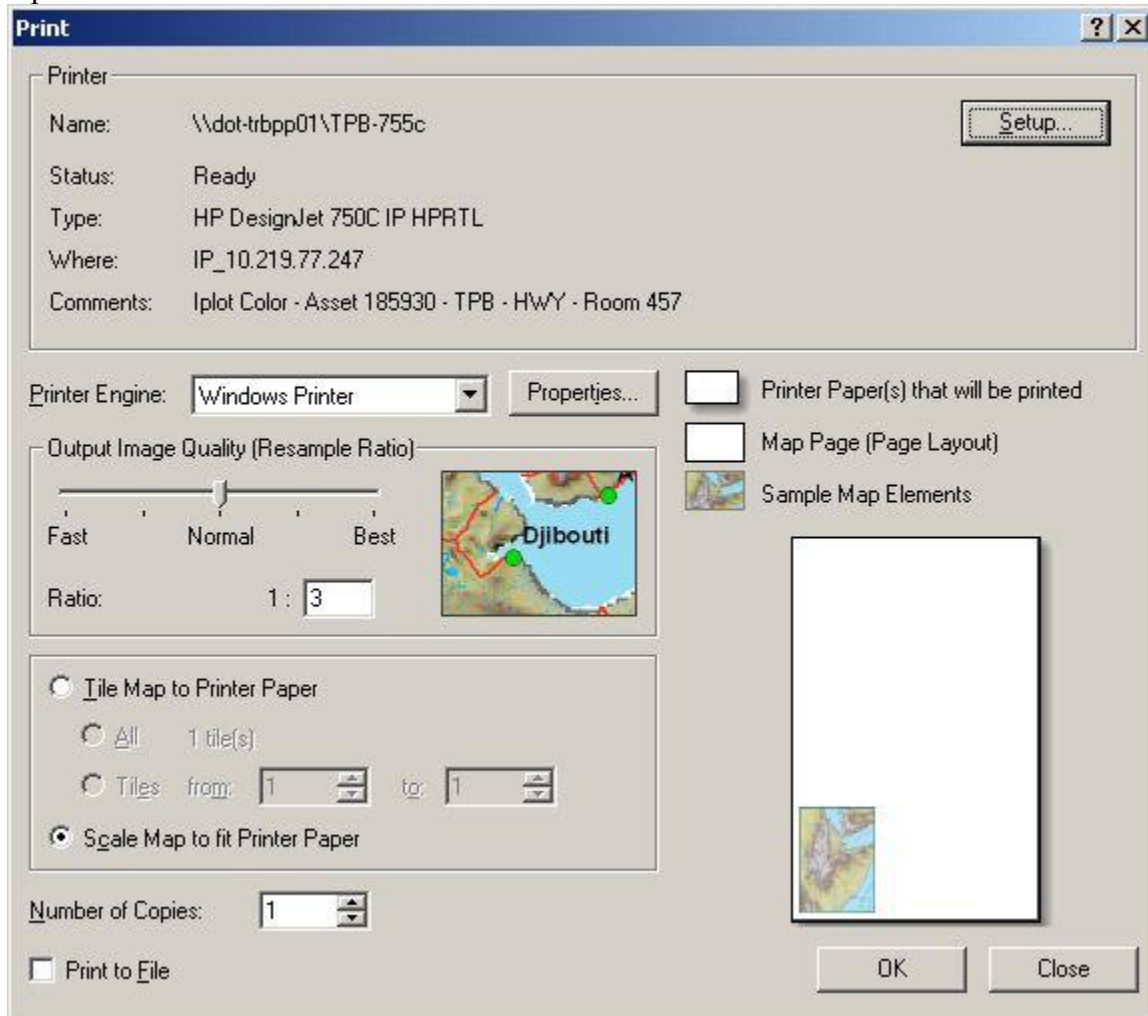 Print
Printer
Name: \\dot-trbpp01\TPB-755c
Setup...
Status: Ready
Type: HP DesignJet 750C IP HPRTL
Where: IP_10.219.77.247
Comments: Iplot Color - Asset 185930 - TPB - HWY - Room 457
Printer Engine: Windows Printer Properties...
Printer Paper(s) that will be printed
Output Image Quality (Resample Ratio)
Map Page (Page Layout)
Sample Map Elements
Fast Normal Best
Djibouti
Ratio: 1 : 3
Tile Map to Printer Paper
All 1 tile(s)
Tiles from: 1 to: 1
Scale Map to fit Printer Paper
Number of Copies: 1
Print to File
OK Close